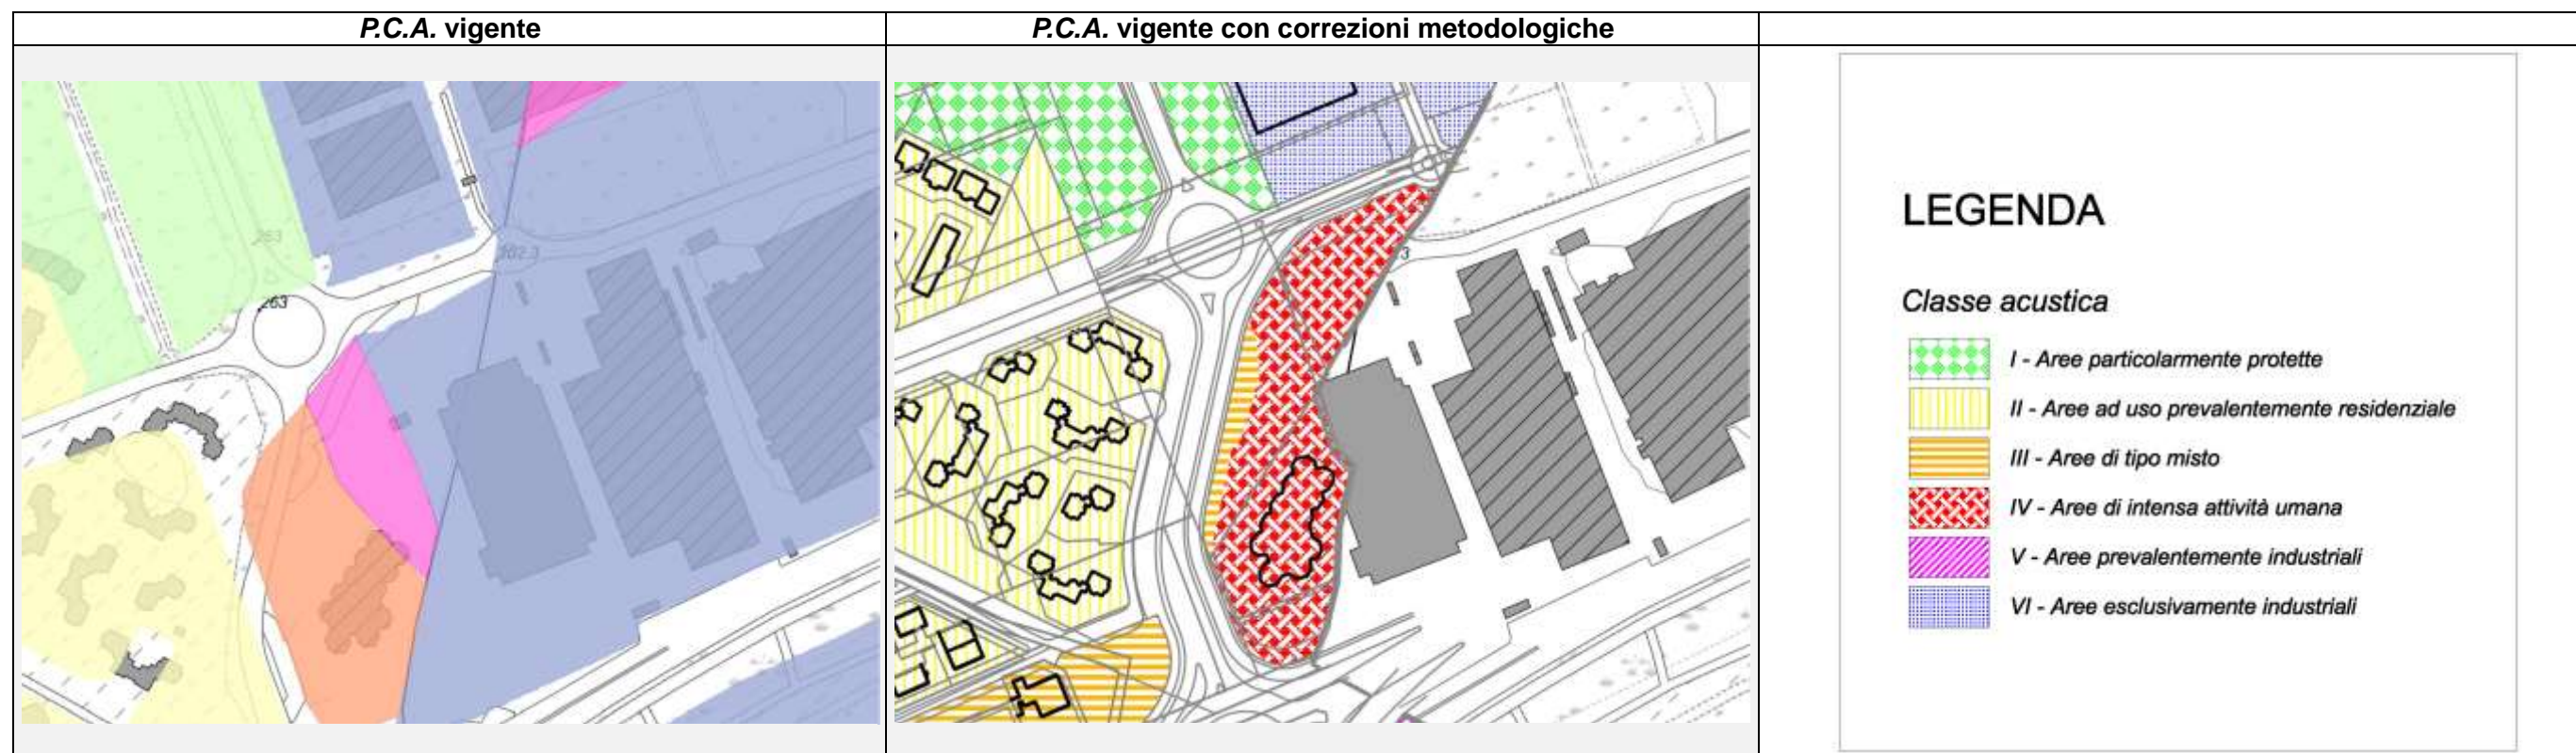 P.C.A. vigente
P.C.A. vigente con correzioni metodologiche
263
302.3
263
3
LEGENDA
Classe acustica
I - Aree particolarmente protette
II - Aree ad uso prevalentemente residenziale
III - Aree di tipo misto
IV - Aree di intensa attività umana
V - Aree prevalentemente industriali
VI - Aree esclusivamente industriali